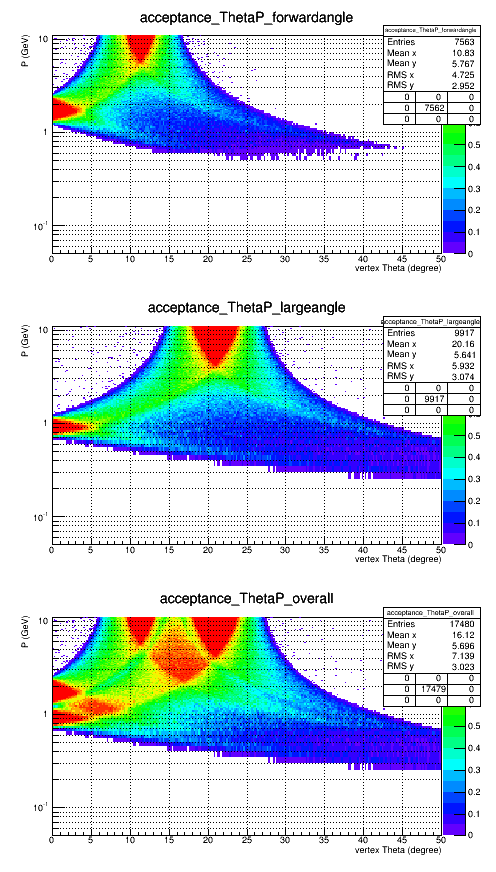 acceptance_ThetaP_forwardangle
acceptance_ThetaP_forwardangle
Entries 7563
Mean x 10.83
Mean y 5.767
RMS x 4.725
RMS y 2.952
0 0 0
0 7562 0
0 0 0
P (GeV)
10
1
10^-1
0.5
0.4
0.3
0.2
0.1
0
0 5 10 15 20 25 30 35 40 45 50
vertex Theta (degree)
acceptance_ThetaP_largeangle
acceptance_ThetaP_largeangle
Entries 9917
Mean x 20.16
Mean y 5.641
RMS x 5.932
RMS y 3.074
0 0 0
0 9917 0
0 0 0
P (GeV)
10
1
10^-1
0.5
0.4
0.3
0.2
0.1
0
0 5 10 15 20 25 30 35 40 45 50
vertex Theta (degree)
acceptance_ThetaP_overall
acceptance_ThetaP_overall
Entries 17480
Mean x 16.12
Mean y 5.696
RMS x 7.139
RMS y 3.023
0 0 0
0 17479 0
0 0 0
P (GeV)
10
1
10^-1
0.5
0.4
0.3
0.2
0.1
0
0 5 10 15 20 25 30 35 40 45 50
vertex Theta (degree)